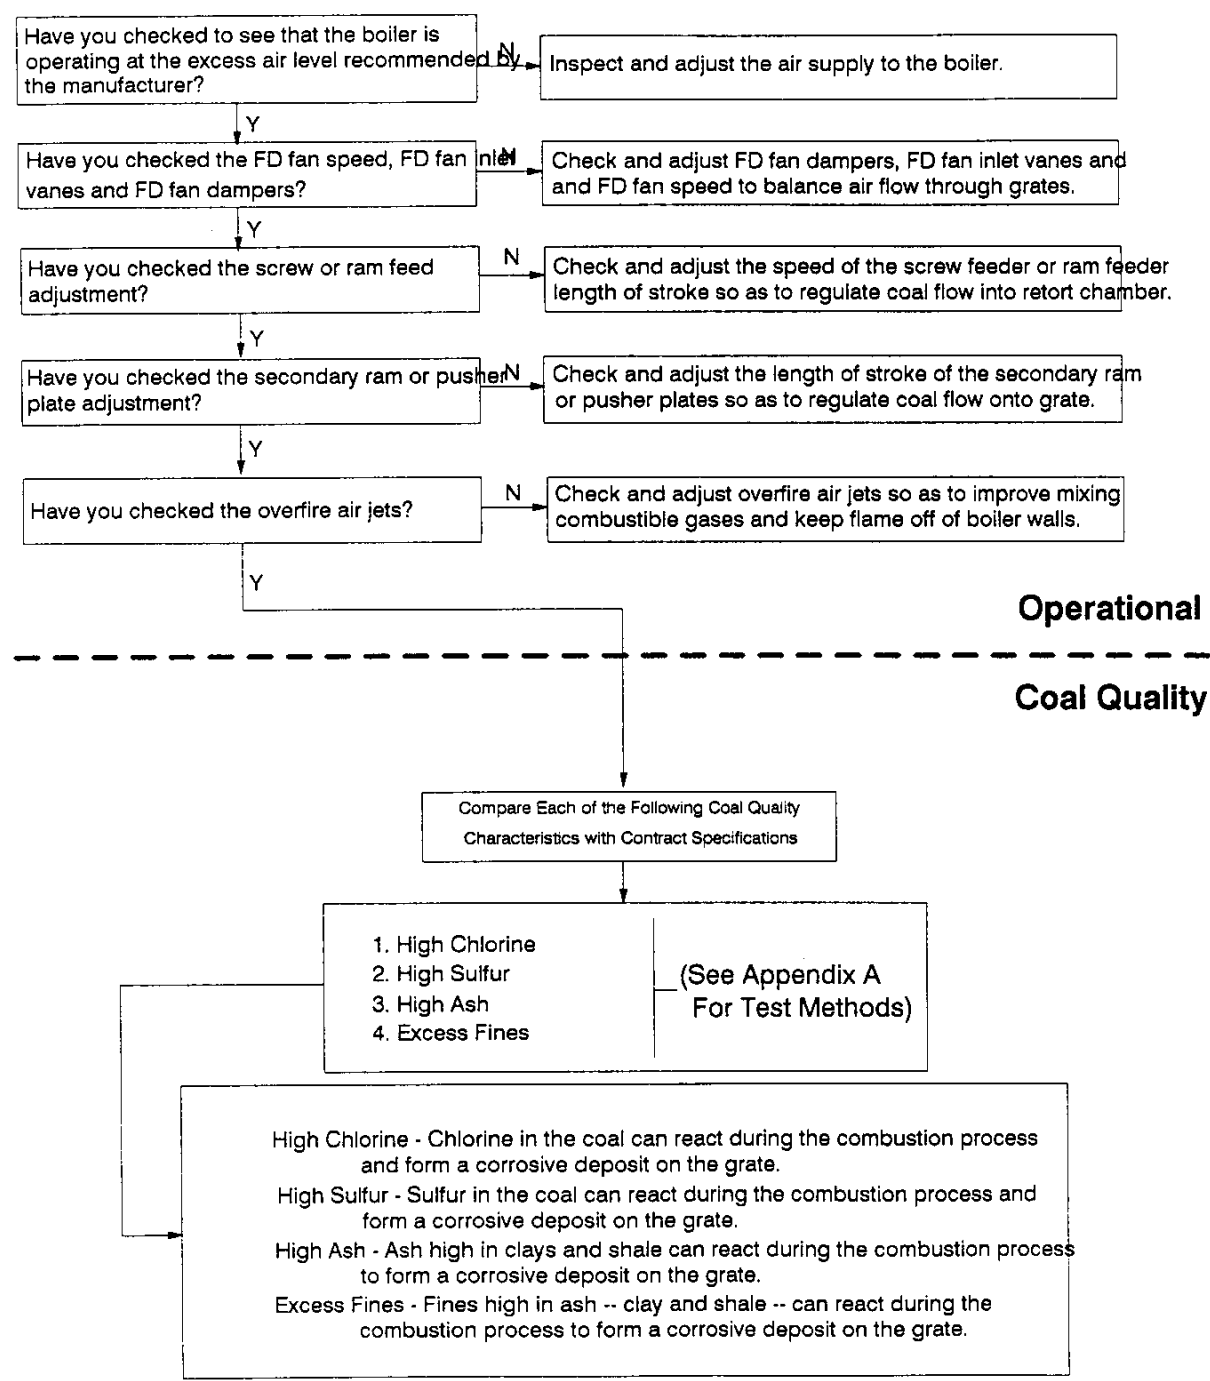 Have you checked to see that the boiler is
operating at the excess air level recommended by
the manufacturer?
N
Inspect and adjust the air supply to the boiler.
Y
Have you checked the FD fan speed, FD fan inlet
vanes and FD fan dampers?
N
Check and adjust FD fan dampers, FD fan inlet vanes and
and FD fan speed to balance air flow through grates.
Y
Have you checked the screw or ram feed
adjustment?
N
Check and adjust the speed of the screw feeder or ram feeder
length of stroke so as to regulate coal flow into retort chamber.
Y
Have you checked the secondary ram or pusher
plate adjustment?
N
Check and adjust the length of stroke of the secondary ram
or pusher plates so as to regulate coal flow onto grate.
Y
Have you checked the overfire air jets?
N
Check and adjust overfire air jets so as to improve mixing
combustible gases and keep flame off of boiler walls.
Y
Operational
Coal Quality
Compare Each of the Following Coal Quality
Characteristics with Contract Specifications
1. High Chlorine
2. High Sulfur
3. High Ash
4. Excess Fines
(See Appendix A
For Test Methods)
High Chlorine - Chlorine in the coal can react during the combustion process
and form a corrosive deposit on the grate.
High Sulfur - Sulfur in the coal can react during the combustion process and
form a corrosive deposit on the grate.
High Ash - Ash high in clays and shale can react during the combustion process
to form a corrosive deposit on the grate.
Excess Fines - Fines high in ash -- clay and shale -- can react during the
combustion process to form a corrosive deposit on the grate.